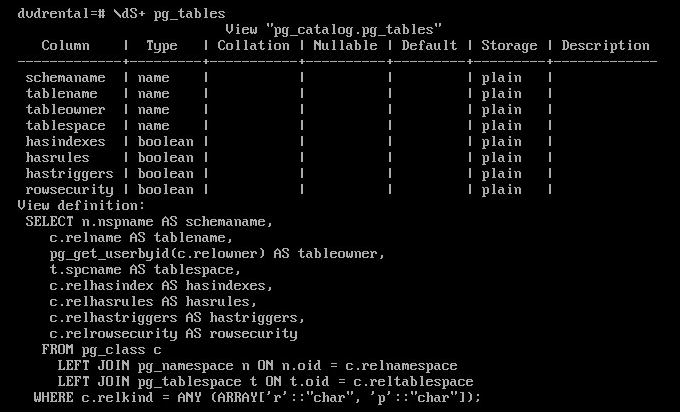 dvdrental=# \dS+ pg_tables
View "pg_catalog.pg_tables"
Column | Type | Collation | Nullable | Default | Storage | Description
-------------+---------+-----------+----------+---------+---------+-------------
schemaname | name | | | | plain |
tablename | name | | | | plain |
tableowner | name | | | | plain |
tablespace | name | | | | plain |
hasindexes | boolean | | | | plain |
hasrules | boolean | | | | plain |
hastriggers | boolean | | | | plain |
rowsecurity | boolean | | | | plain |
View definition:
SELECT n.nspname AS schemaname,
c.relname AS tablename,
pg_get_userbyid(c.relowner) AS tableowner,
t.spcname AS tablespace,
c.relhasindex AS hasindexes,
c.relhasrules AS hasrules,
c.relhastriggers AS hastriggers,
c.relrowsecurity AS rowsecurity
FROM pg_class c
LEFT JOIN pg_namespace n ON n.oid = c.relnamespace
LEFT JOIN pg_tablespace t ON t.oid = c.reltablespace
WHERE c.relkind = ANY (ARRAY['r'::"char", 'p'::"char"]);